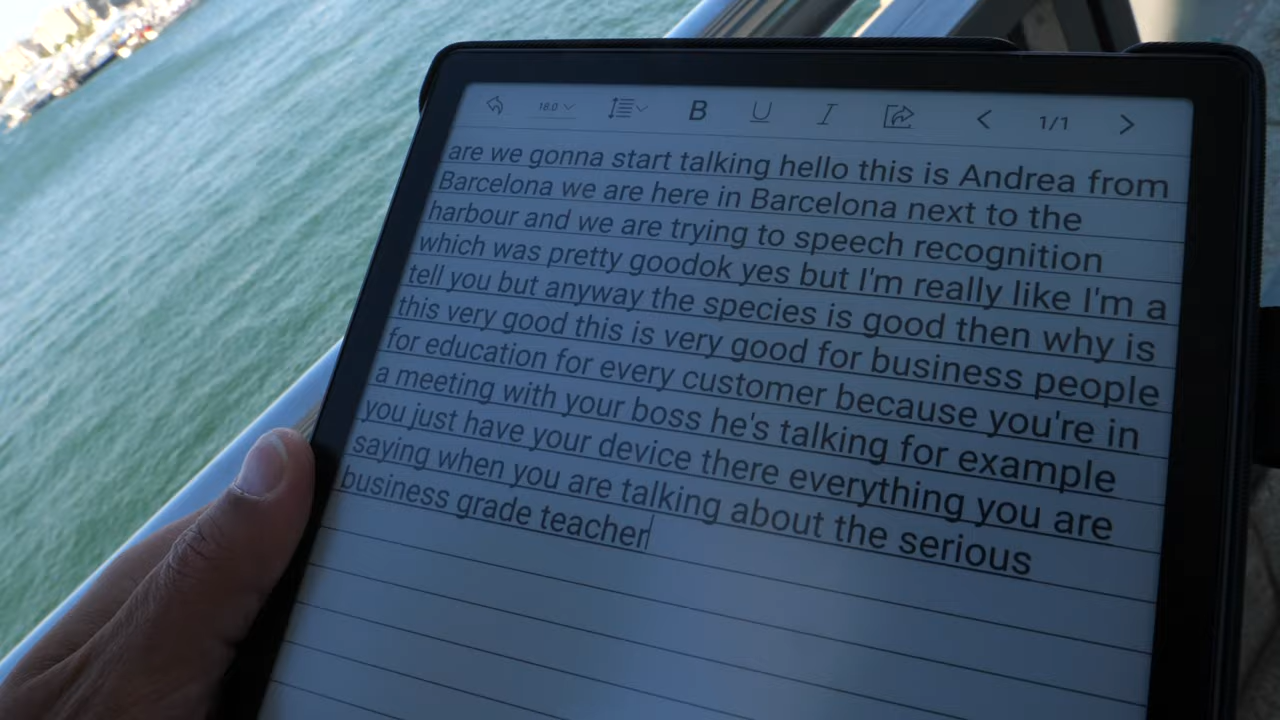 18.0 B U I 1/1
are we gonna start talking hello this is Andrea from
Barcelona we are here in Barcelona next to the
harbour and we are trying to speech recognition
which was pretty goodok yes but I'm really like I'm a
tell you but anyway the species is good then why is
this very good this is very good for business people
for education for every customer because you're in
a meeting with your boss he's talking for example
you just have your device there everything you are
saying when you are talking about the serious
business grade teacher